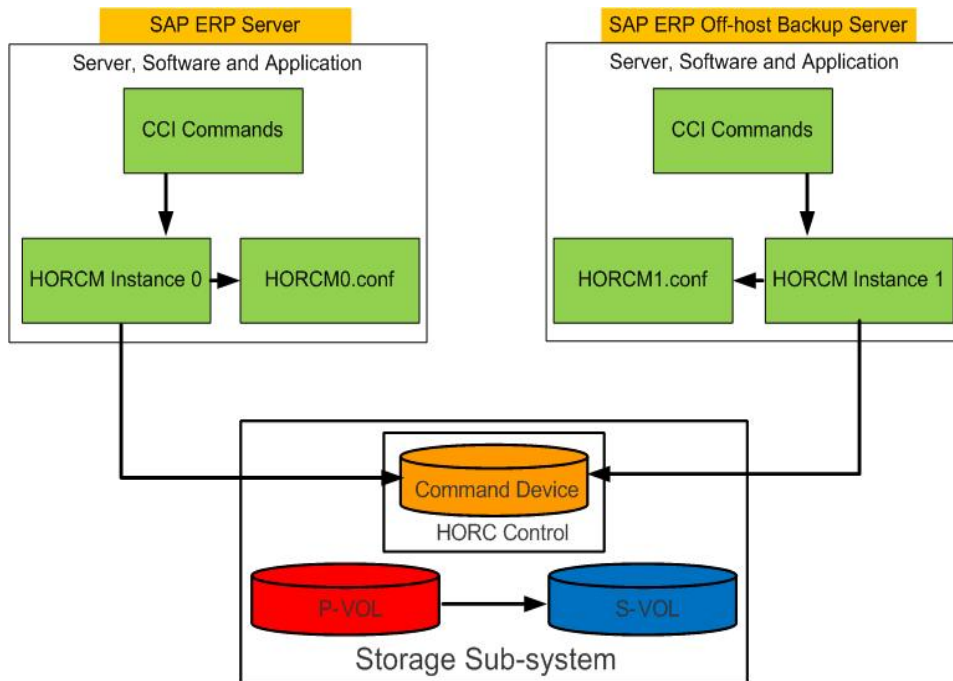 SAP ERP Server
SAP ERP Off-host Backup Server
Server, Software and Application
Server, Software and Application
CCI Commands
CCI Commands
HORCM Instance 0
HORCM0.conf
HORCM1.conf
HORCM Instance 1
Command Device
HORC Control
P-VOL
S-VOL
Storage Sub-system